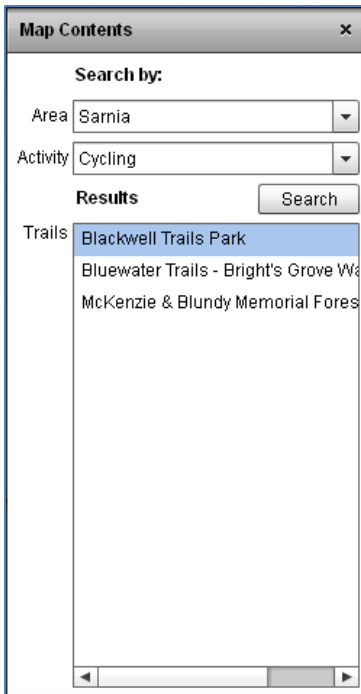 Map Contents ×
Search by:
Area Sarnia
Activity Cycling
Results Search
Trails Blackwell Trails Park
Bluewater Trails - Bright's Grove Wa
McKenzie & Blundy Memorial Fores